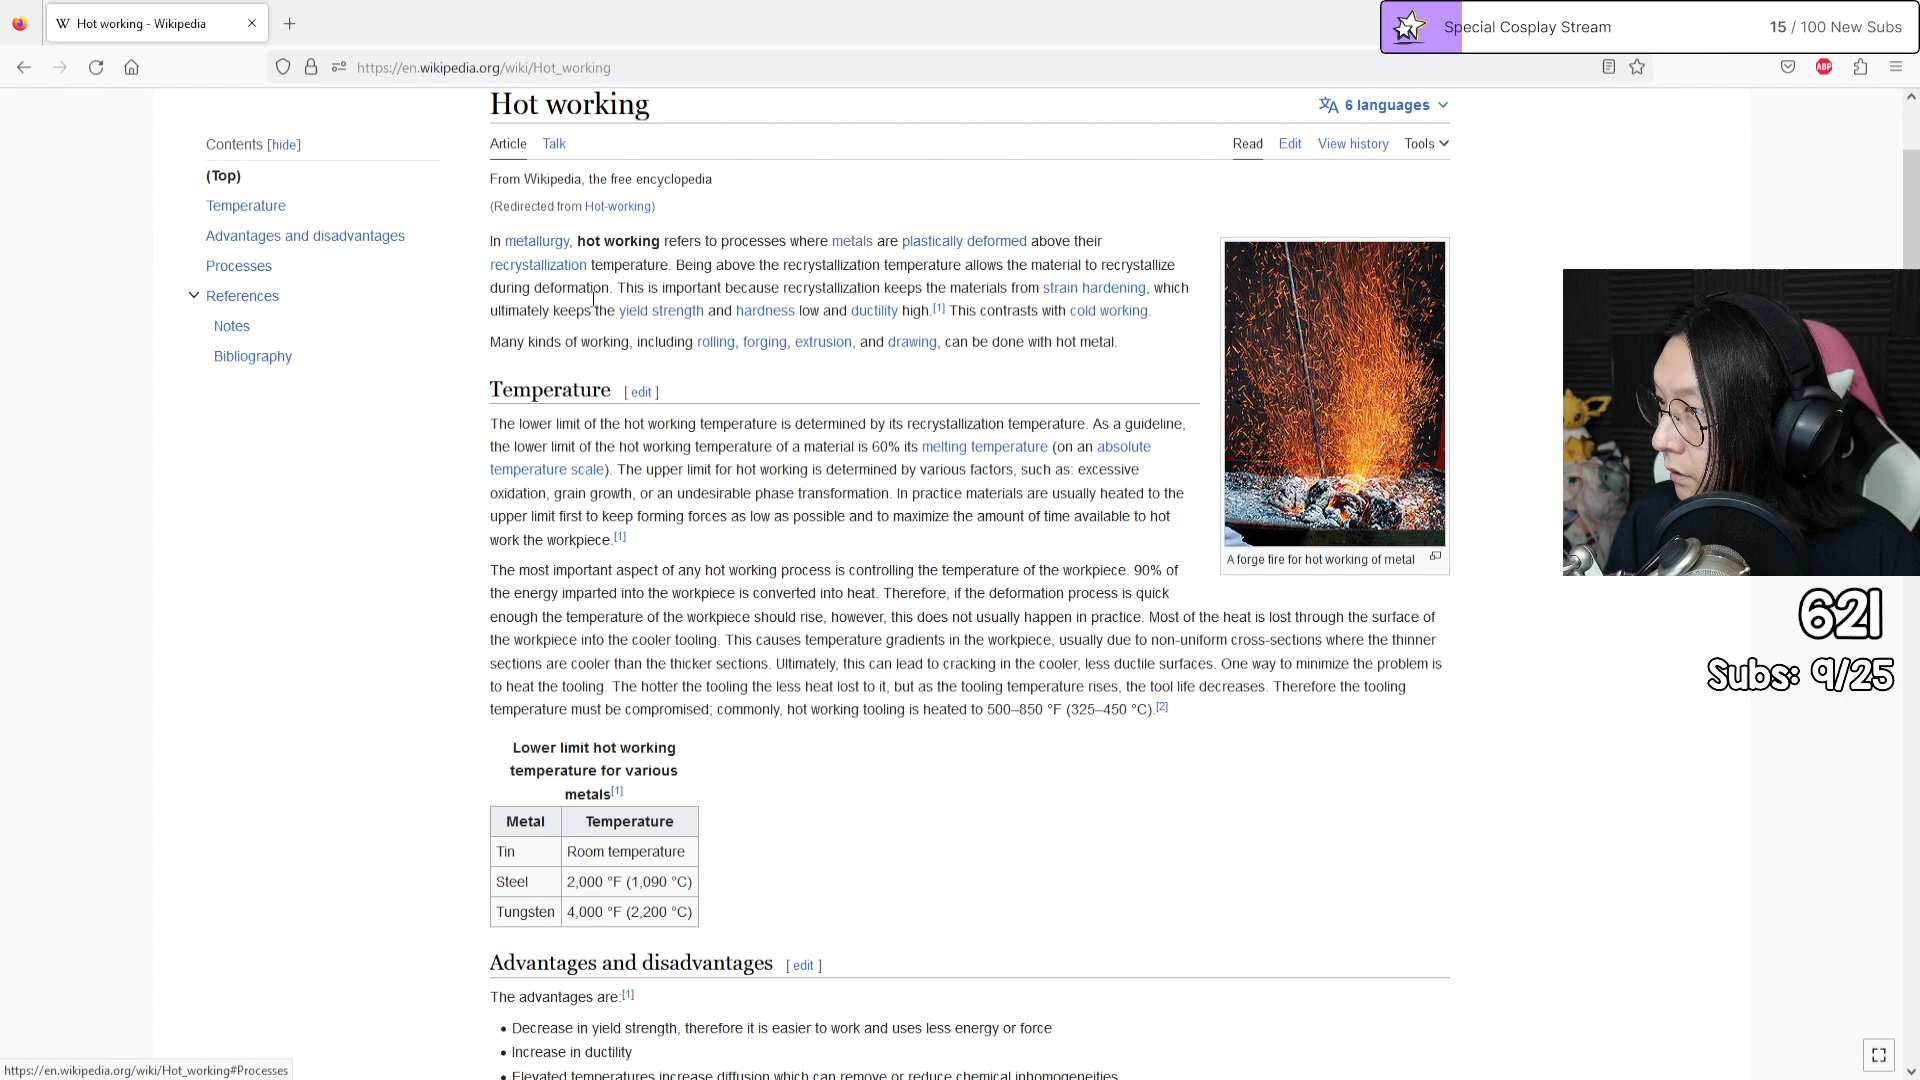 Hot working - Wikipedia
Special Cosplay Stream
15 / 100 New Subs
https://en.wikipedia.org/wiki/Hot_working
ABP
Hot working
6 languages
Contents [hide]
(Top)
Temperature
Advantages and disadvantages
Processes
References
Notes
Bibliography
Article Talk
Read Edit View history Tools
From Wikipedia, the free encyclopedia
(Redirected from Hot-working)
In metallurgy, hot working refers to processes where metals are plastically deformed above their
recrystallization temperature. Being above the recrystallization temperature allows the material to recrystallize
during deformation. This is important because recrystallization keeps the materials from strain hardening, which
ultimately keeps the yield strength and hardness low and ductility high.[1] This contrasts with cold working.
Many kinds of working, including rolling, forging, extrusion, and drawing, can be done with hot metal.
A forge fire for hot working of metal
Temperature [ edit ]
The lower limit of the hot working temperature is determined by its recrystallization temperature. As a guideline,
the lower limit of the hot working temperature of a material is 60% its melting temperature (on an absolute
temperature scale). The upper limit for hot working is determined by various factors, such as: excessive
oxidation, grain growth, or an undesirable phase transformation. In practice materials are usually heated to the
upper limit first to keep forming forces as low as possible and to maximize the amount of time available to hot
work the workpiece.[1]
The most important aspect of any hot working process is controlling the temperature of the workpiece. 90% of
the energy imparted into the workpiece is converted into heat. Therefore, if the deformation process is quick
enough the temperature of the workpiece should rise, however, this does not usually happen in practice. Most of the heat is lost through the surface of
the workpiece into the cooler tooling. This causes temperature gradients in the workpiece, usually due to non-uniform cross-sections where the thinner
sections are cooler than the thicker sections. Ultimately, this can lead to cracking in the cooler, less ductile surfaces. One way to minimize the problem is
to heat the tooling. The hotter the tooling the less heat lost to it, but as the tooling temperature rises, the tool life decreases. Therefore the tooling
temperature must be compromised; commonly, hot working tooling is heated to 500–850 °F (325–450 °C).[2]
Lower limit hot working
temperature for various
metals[1]
Metal Temperature
Tin Room temperature
Steel 2,000 °F (1,090 °C)
Tungsten 4,000 °F (2,200 °C)
Advantages and disadvantages [ edit ]
The advantages are:[1]
• Decrease in yield strength, therefore it is easier to work and uses less energy or force
• Increase in ductility
• Elevated temperatures increase diffusion which can remove or reduce chemical inhomogeneities
621
Subs: 9/25
https://en.wikipedia.org/wiki/Hot_working#Processes